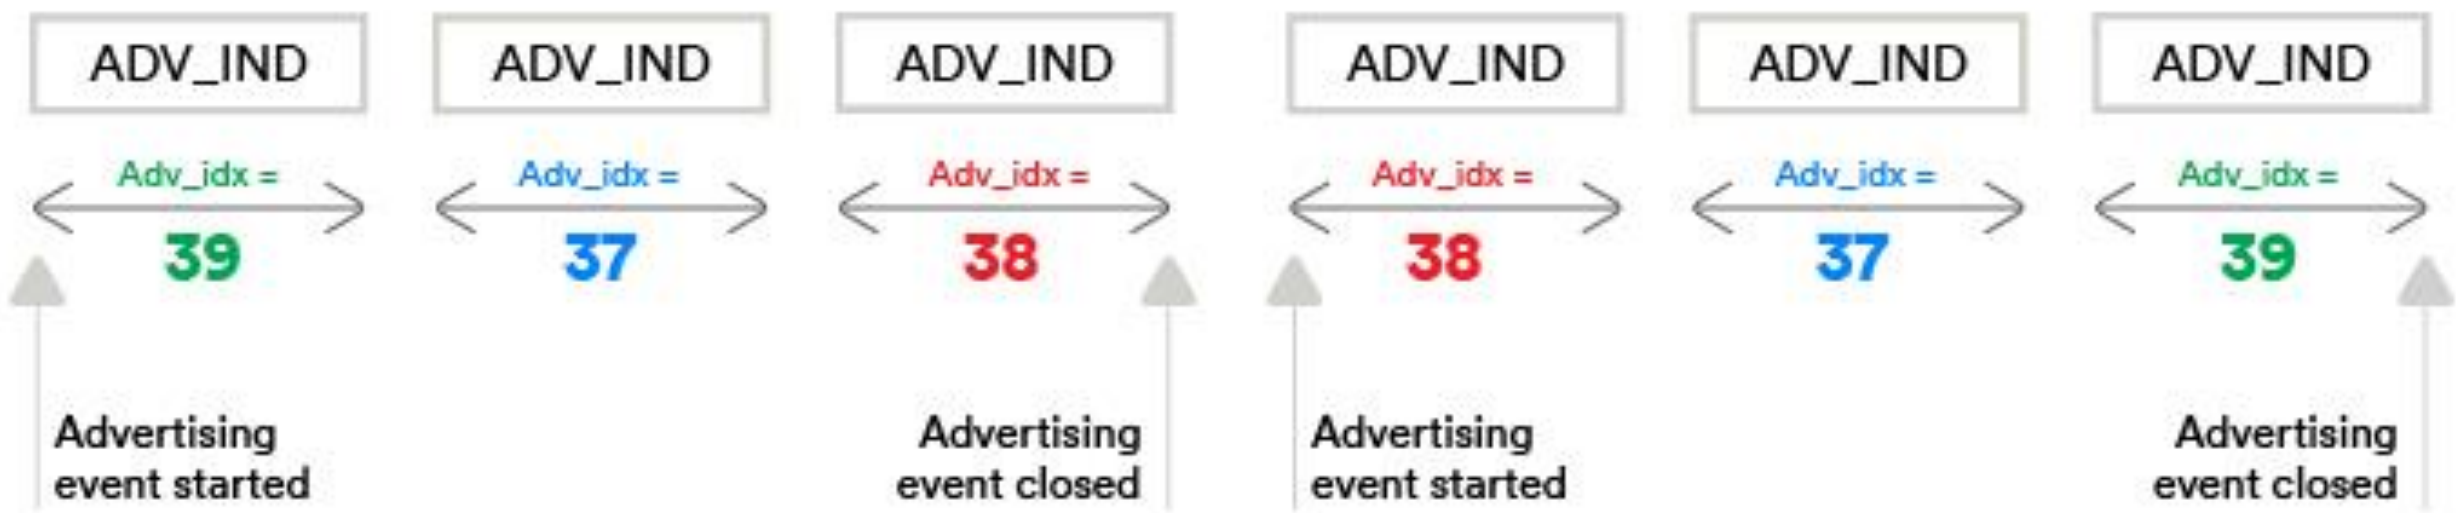 ADV_IND ADV_IND ADV_IND ADV_IND ADV_IND ADV_IND
Adv_idx = Adv_idx = Adv_idx = Adv_idx = Adv_idx = Adv_idx =
39 37 38 38 37 39
Advertising
event started
Advertising
event closed
Advertising
event started
Advertising
event closed